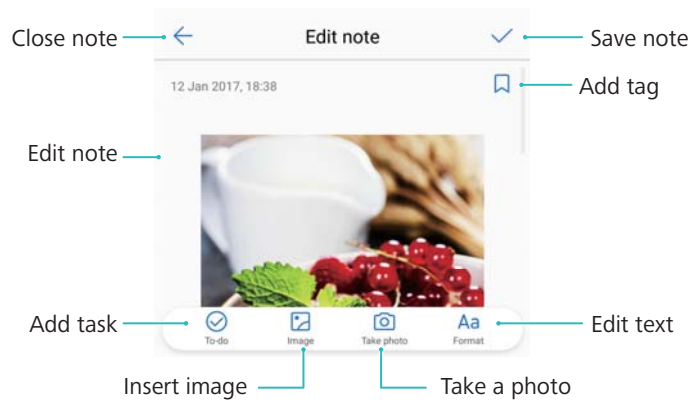 Close note
Edit note
Save note
12 Jan 2017, 18:38
Add tag
Edit note
Add task
To-do
Image
Take photo
Aa
Format
Edit text
Insert image
Take a photo